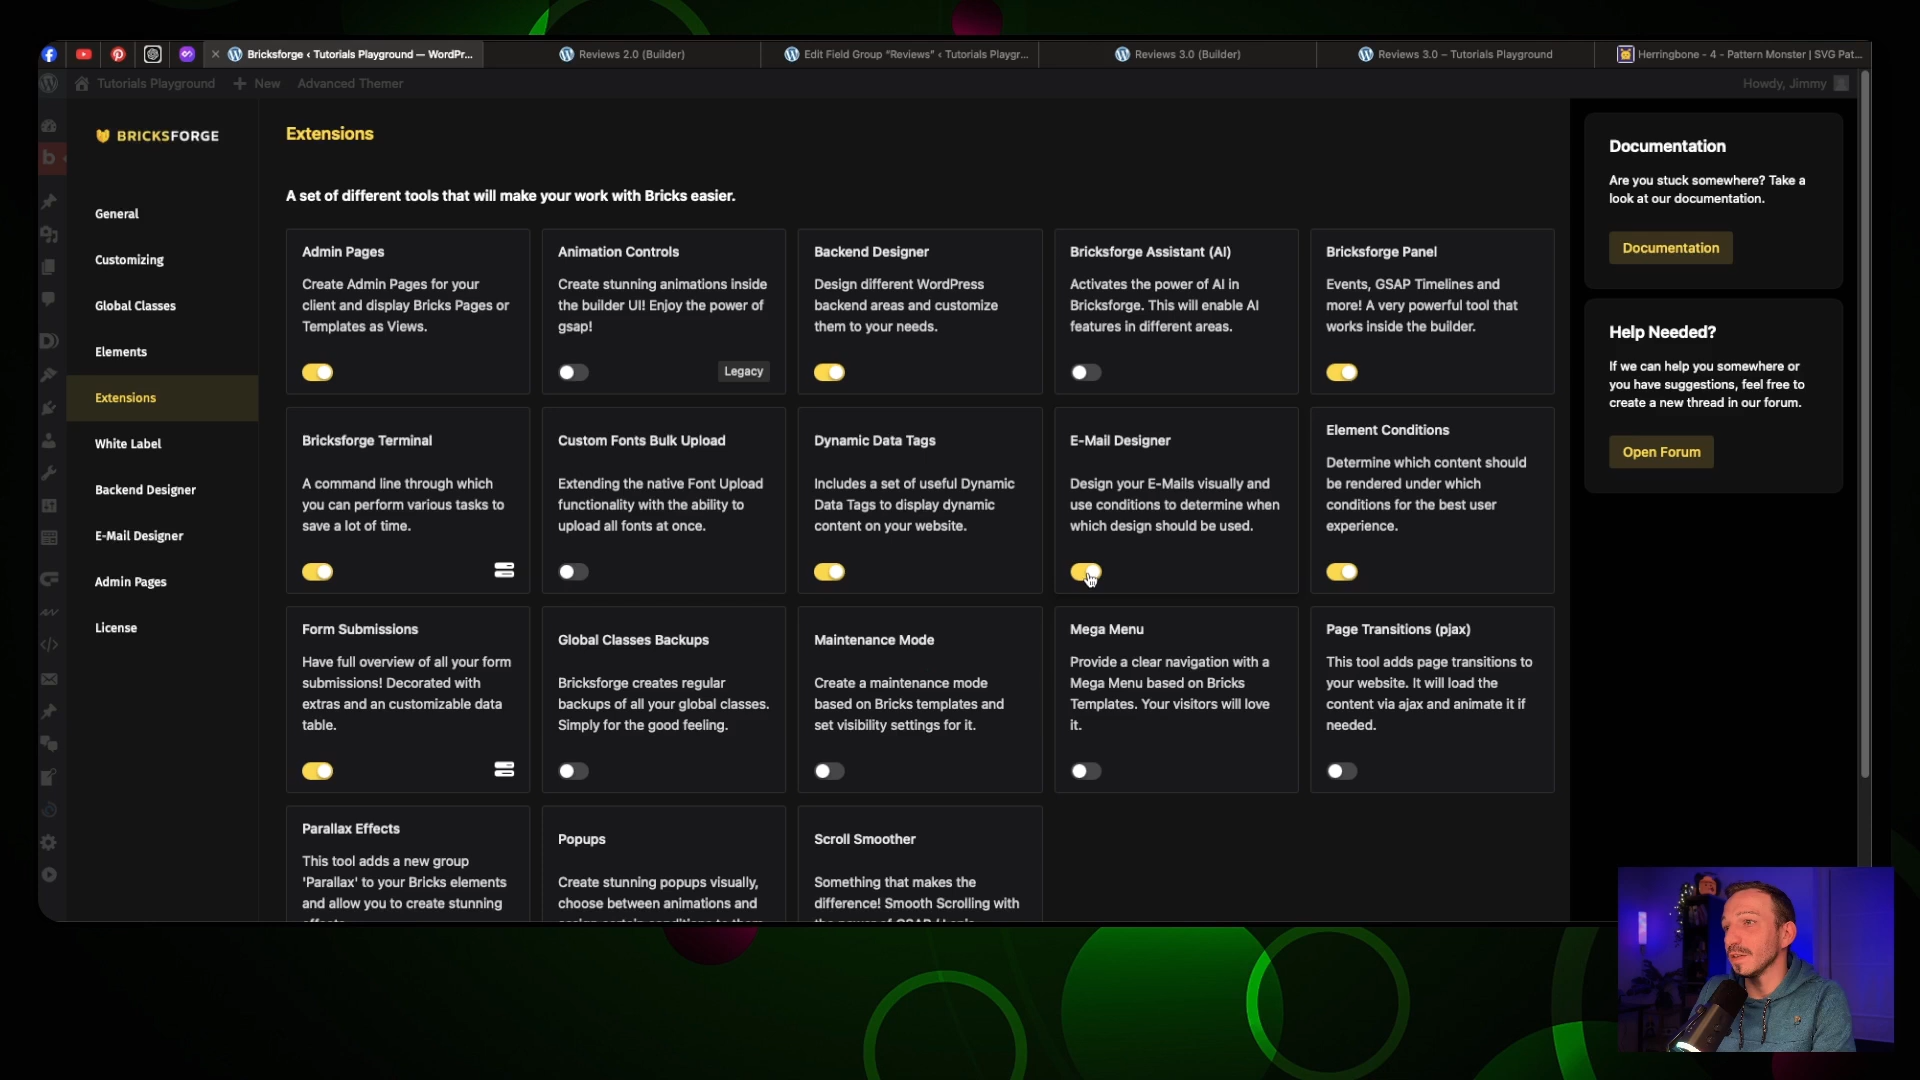 Bricksforge ‹ Tutorials Playground — WordPr...
Reviews 2.0 (Builder)
Edit Field Group "Reviews" ‹ Tutorials Playgr...
Reviews 3.0 (Builder)
Reviews 3.0 – Tutorials Playground
Herringbone - 4 - Pattern Monster | SVG Pat...
Tutorials Playground
New
Advanced Themer
Howdy, Jimmy
BRICKSFORGE
General
Customizing
Global Classes
Elements
Extensions
White Label
Backend Designer
E-Mail Designer
Admin Pages
License
Extensions
A set of different tools that will make your work with Bricks easier.
Admin Pages
Create Admin Pages for your
client and display Bricks Pages or
Templates as Views.
Animation Controls
Create stunning animations inside
the builder UI! Enjoy the power of
gsap!
Legacy
Backend Designer
Design different WordPress
backend areas and customize
them to your needs.
Bricksforge Assistant (AI)
Activates the power of AI in
Bricksforge. This will enable AI
features in different areas.
Bricksforge Panel
Events, GSAP Timelines and
more! A very powerful tool that
works inside the builder.
Bricksforge Terminal
A command line through which
you can perform various tasks to
save a lot of time.
Custom Fonts Bulk Upload
Extending the native Font Upload
functionality with the ability to
upload all fonts at once.
Dynamic Data Tags
Includes a set of useful Dynamic
Data Tags to display dynamic
content on your website.
E-Mail Designer
Design your E-Mails visually and
use conditions to determine when
which design should be used.
Element Conditions
Determine which content should
be rendered under which
conditions for the best user
experience.
Form Submissions
Have full overview of all your form
submissions! Decorated with
extras and an customizable data
table.
Global Classes Backups
Bricksforge creates regular
backups of all your global classes.
Simply for the good feeling.
Maintenance Mode
Create a maintenance mode
based on Bricks templates and
set visibility settings for it.
Mega Menu
Provide a clear navigation with a
Mega Menu based on Bricks
Templates. Your visitors will love
it.
Page Transitions (pjax)
This tool adds page transitions to
your website. It will load the
content via ajax and animate it if
needed.
Parallax Effects
This tool adds a new group
'Parallax' to your Bricks elements
and allow you to create stunning
Popups
Create stunning popups visually,
choose between animations and
Scroll Smoother
Something that makes the
difference! Smooth Scrolling with
Documentation
Are you stuck somewhere? Take a
look at our documentation.
Documentation
Help Needed?
If we can help you somewhere or
you have suggestions, feel free to
create a new thread in our forum.
Open Forum